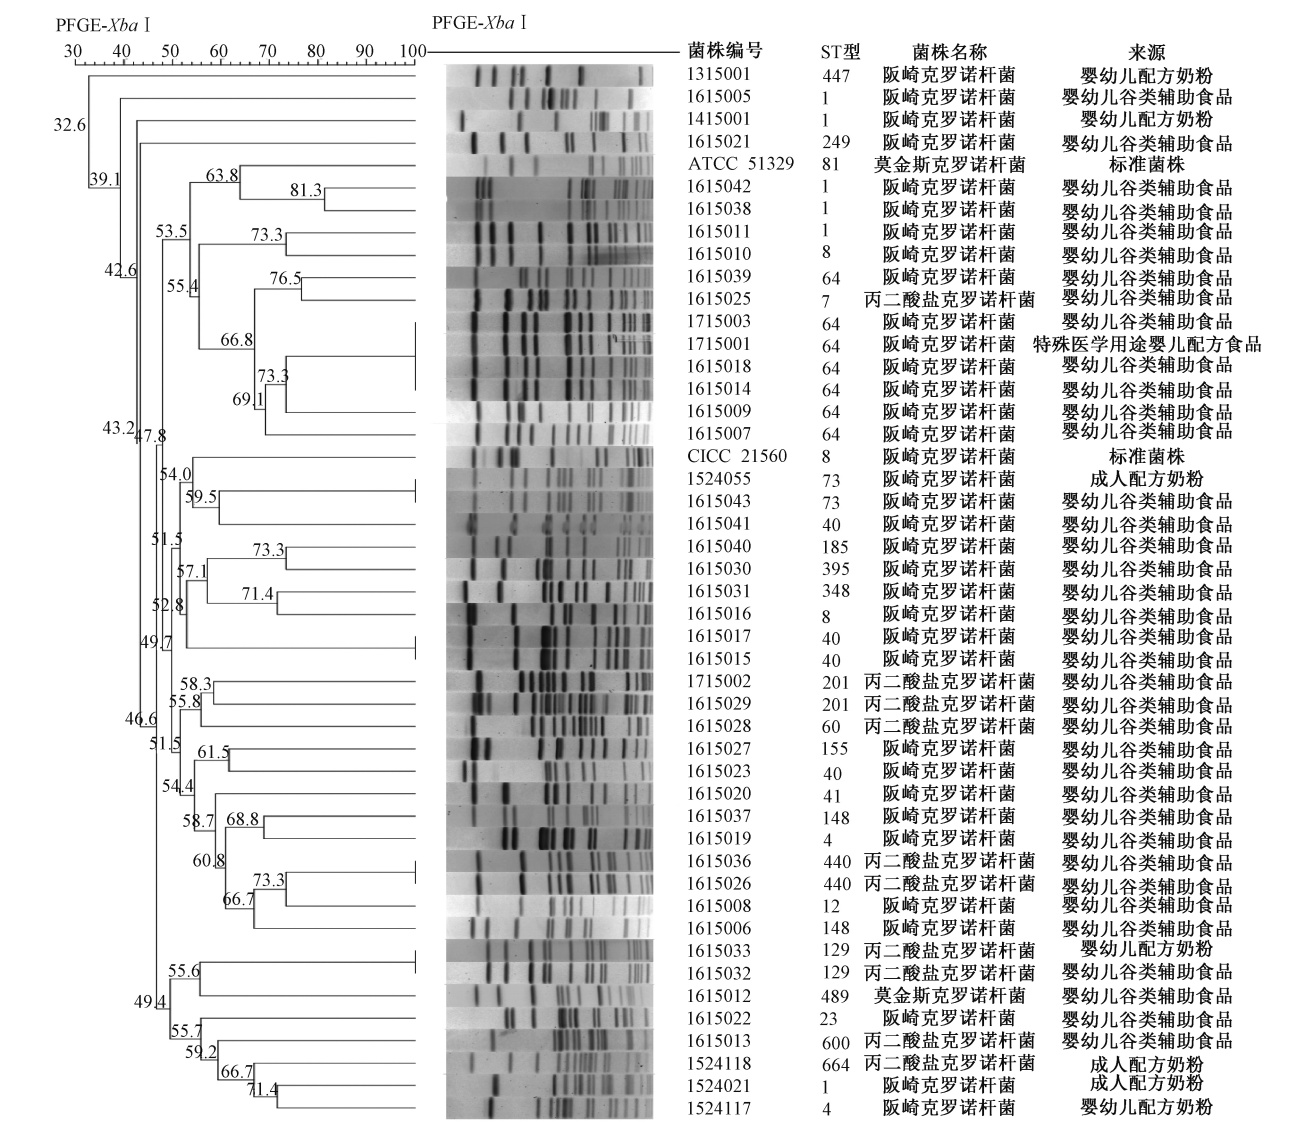 PFGE-Xba Ⅰ
PFGE-Xba Ⅰ
30 40 50 60 70 80 90 100
菌株编号 ST型 菌株名称 来源
1315001 447 阪崎克罗诺杆菌 婴幼儿配方奶粉
1615005 1 阪崎克罗诺杆菌 婴幼儿谷类辅助食品
1415001 1 阪崎克罗诺杆菌 婴幼儿配方奶粉
1615021 249 阪崎克罗诺杆菌 婴幼儿谷类辅助食品
ATCC 51329 81 莫金斯克罗诺杆菌 标准菌株
1615042 1 阪崎克罗诺杆菌 婴幼儿谷类辅助食品
1615038 1 阪崎克罗诺杆菌 婴幼儿谷类辅助食品
1615011 1 阪崎克罗诺杆菌 婴幼儿谷类辅助食品
1615010 8 阪崎克罗诺杆菌 婴幼儿谷类辅助食品
1615039 64 阪崎克罗诺杆菌 婴幼儿谷类辅助食品
1615025 7 丙二酸盐克罗诺杆菌 婴幼儿谷类辅助食品
1715003 64 阪崎克罗诺杆菌 婴幼儿谷类辅助食品
1715001 64 阪崎克罗诺杆菌 特殊医学用途婴儿配方食品
1615018 64 阪崎克罗诺杆菌 婴幼儿谷类辅助食品
1615014 64 阪崎克罗诺杆菌 婴幼儿谷类辅助食品
1615009 64 阪崎克罗诺杆菌 婴幼儿谷类辅助食品
1615007 64 阪崎克罗诺杆菌 婴幼儿谷类辅助食品
CICC 21560 8 阪崎克罗诺杆菌 标准菌株
1524055 73 阪崎克罗诺杆菌 成人配方奶粉
1615043 73 阪崎克罗诺杆菌 婴幼儿谷类辅助食品
1615041 40 阪崎克罗诺杆菌 婴幼儿谷类辅助食品
1615040 185 阪崎克罗诺杆菌 婴幼儿谷类辅助食品
1615030 395 阪崎克罗诺杆菌 婴幼儿谷类辅助食品
1615031 348 阪崎克罗诺杆菌 婴幼儿谷类辅助食品
1615016 8 阪崎克罗诺杆菌 婴幼儿谷类辅助食品
1615017 40 阪崎克罗诺杆菌 婴幼儿谷类辅助食品
1615015 40 阪崎克罗诺杆菌 婴幼儿谷类辅助食品
1715002 201 丙二酸盐克罗诺杆菌 婴幼儿谷类辅助食品
1615029 201 丙二酸盐克罗诺杆菌 婴幼儿谷类辅助食品
1615028 60 丙二酸盐克罗诺杆菌 婴幼儿谷类辅助食品
1615027 155 阪崎克罗诺杆菌 婴幼儿谷类辅助食品
1615023 40 阪崎克罗诺杆菌 婴幼儿谷类辅助食品
1615020 41 阪崎克罗诺杆菌 婴幼儿谷类辅助食品
1615037 148 阪崎克罗诺杆菌 婴幼儿谷类辅助食品
1615019 4 阪崎克罗诺杆菌 婴幼儿谷类辅助食品
1615036 440 丙二酸盐克罗诺杆菌 婴幼儿谷类辅助食品
1615026 440 丙二酸盐克罗诺杆菌 婴幼儿谷类辅助食品
1615008 12 阪崎克罗诺杆菌 婴幼儿谷类辅助食品
1615006 148 阪崎克罗诺杆菌 婴幼儿谷类辅助食品
1615033 129 丙二酸盐克罗诺杆菌 婴幼儿配方奶粉
1615032 129 丙二酸盐克罗诺杆菌 婴幼儿谷类辅助食品
1615012 489 莫金斯克罗诺杆菌 婴幼儿谷类辅助食品
1615022 23 阪崎克罗诺杆菌 婴幼儿谷类辅助食品
1615013 600 丙二酸盐克罗诺杆菌 婴幼儿谷类辅助食品
1524118 664 丙二酸盐克罗诺杆菌 成人配方奶粉
1524021 1 阪崎克罗诺杆菌 成人配方奶粉
1524117 4 阪崎克罗诺杆菌 婴幼儿配方奶粉
32.6
39.1
63.8
81.3
53.5
73.3
42.6
55.4
76.5
66.8
73.3
69.1
43.2
47.8
54.0
59.5
51.5
73.3
57.1
71.4
52.8
49.7
58.3
55.8
46.6
51.5
61.5
54.4
58.7
68.8
60.8
73.3
66.7
55.6
49.4
55.7
59.2
66.7
71.4